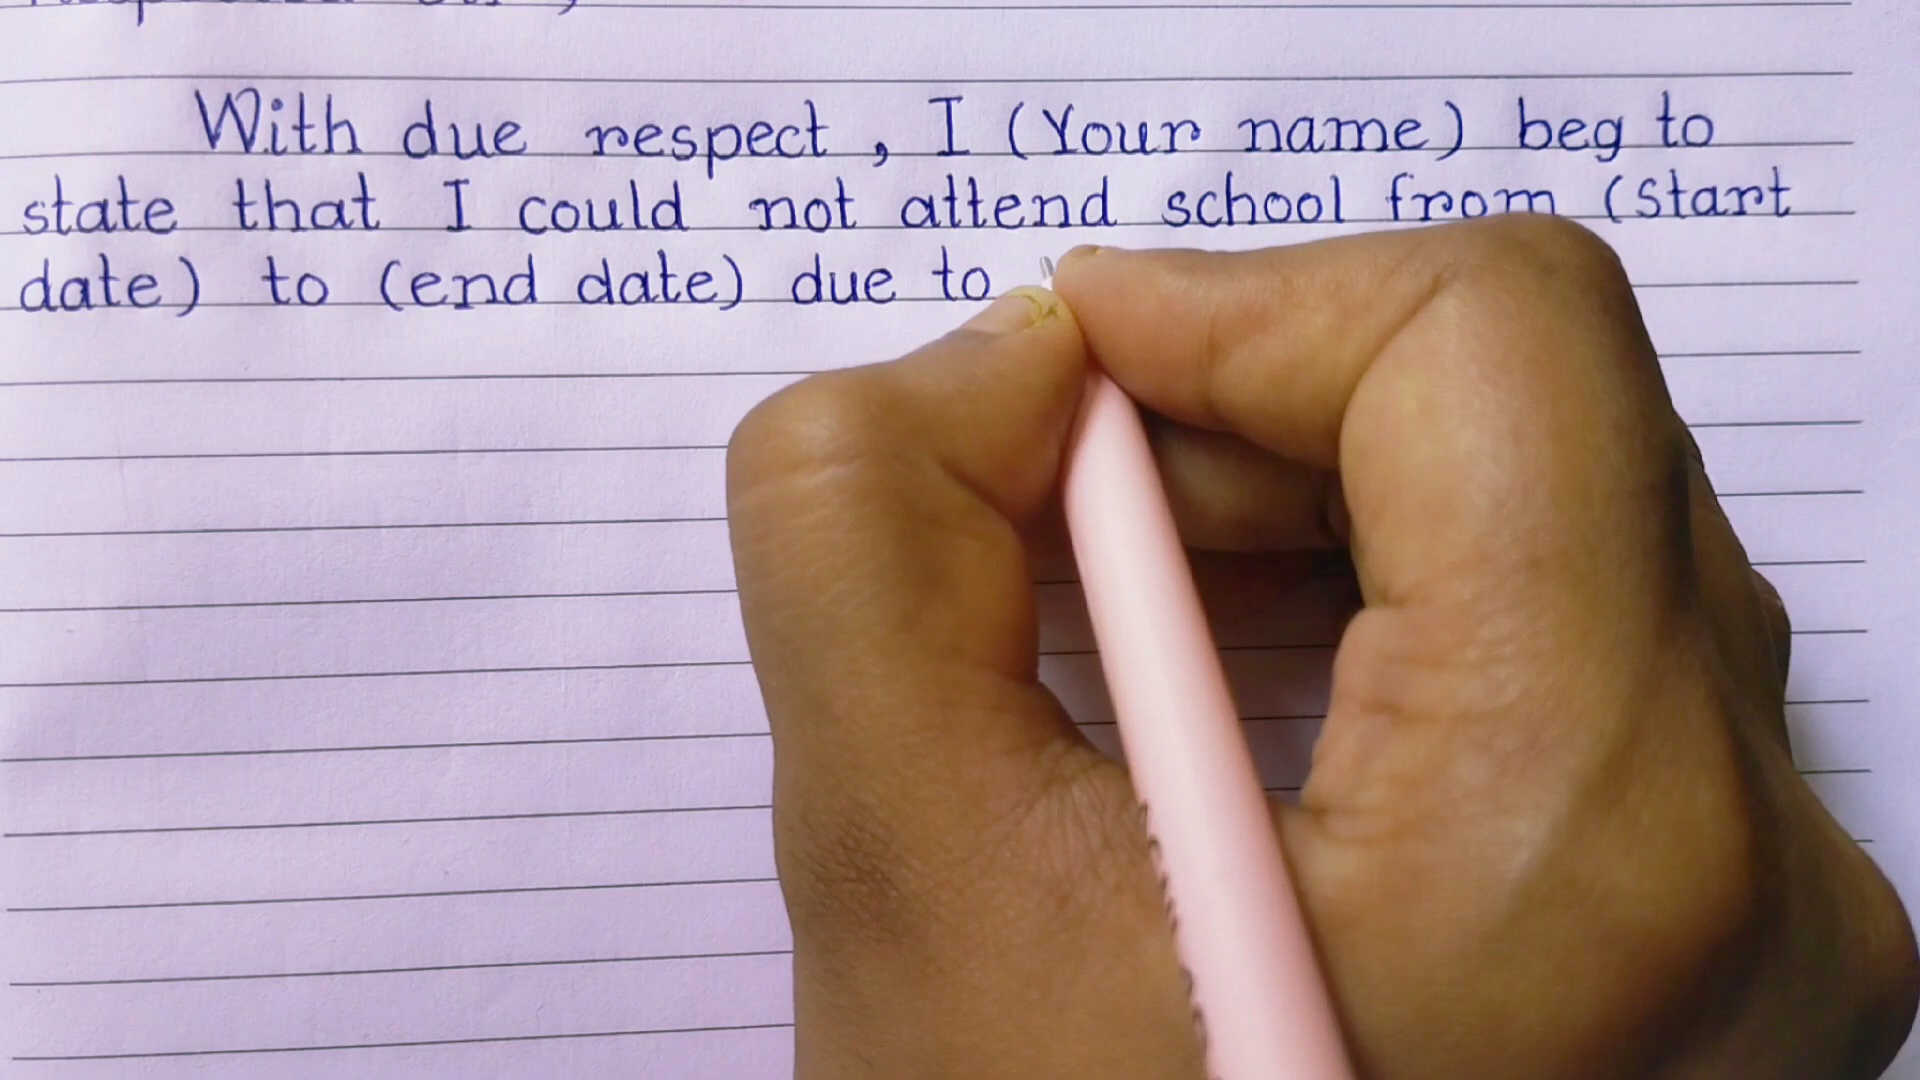 With due respect, I (Your name) beg to
state that I could not attend school from (start
date) to (end date) due to